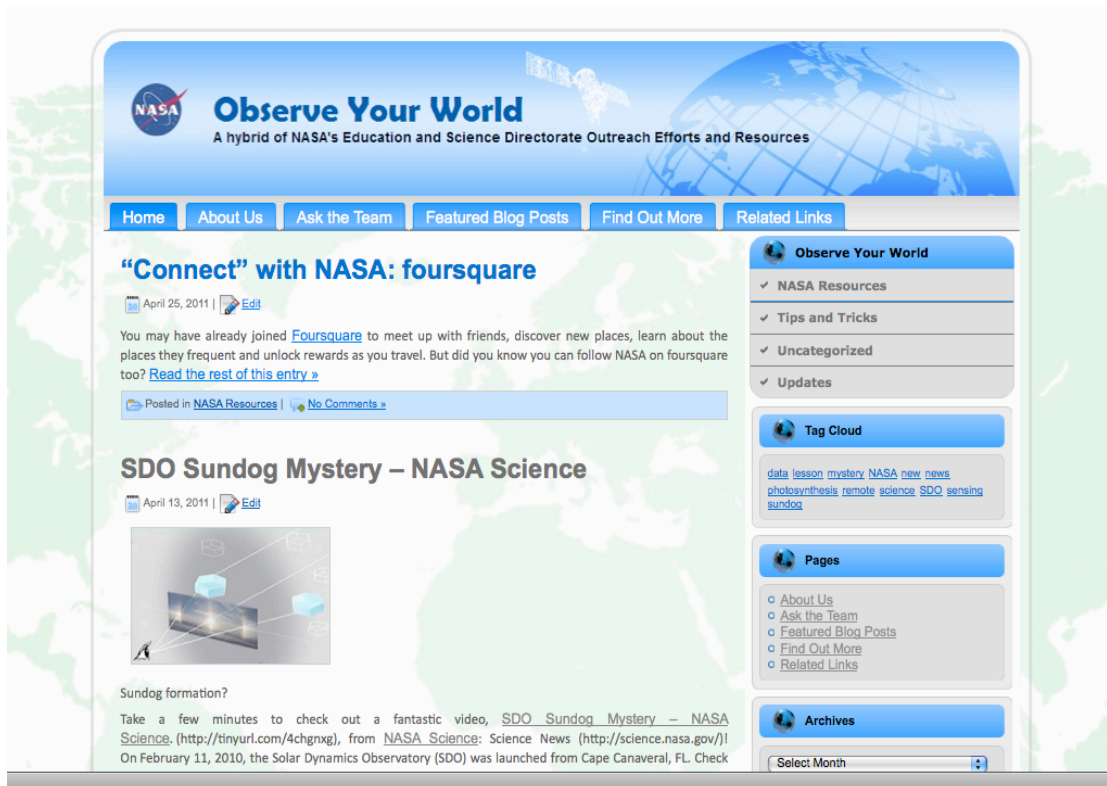 NASA
Observe Your World
A hybrid of NASA's Education and Science Directorate Outreach Efforts and Resources
Home
About Us
Ask the Team
Featured Blog Posts
Find Out More
Related Links
“Connect” with NASA: foursquare
April 25, 2011 | Edit
You may have already joined Foursquare to meet up with friends, discover new places, learn about the
places they frequent and unlock rewards as you travel. But did you know you can follow NASA on foursquare
too? Read the rest of this entry »
Posted in NASA Resources | No Comments »
SDO Sundog Mystery – NASA Science
April 13, 2011 | Edit
Sundog formation?
Take a few minutes to check out a fantastic video, SDO Sundog Mystery – NASA
Science. (http://tinyurl.com/4chgnxg), from NASA Science: Science News (http://science.nasa.gov/)!
On February 11, 2010, the Solar Dynamics Observatory (SDO) was launched from Cape Canaveral, FL. Check
Observe Your World
NASA Resources
Tips and Tricks
Uncategorized
Updates
Tag Cloud
data lesson mystery NASA new news
photosynthesis remote science SDO sensing
sundog
Pages
About Us
Ask the Team
Featured Blog Posts
Find Out More
Related Links
Archives
Select Month